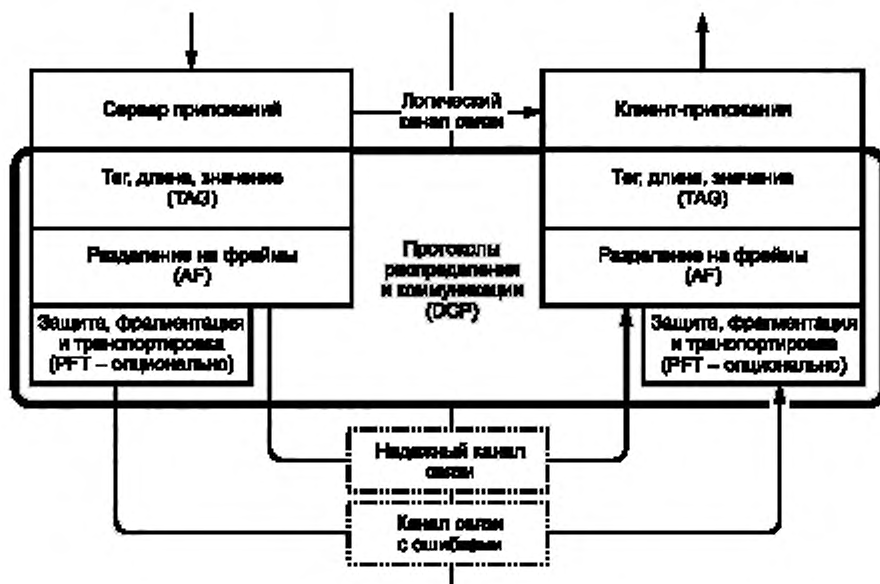 Сервер приложений
Логический
канал связи
Клиент-приложения
Тег, длина, значение
(TAG)
Тег, длина, значение
(TAG)
Разделение на фреймы
(AF)
Протоколы
распределения
и коммуникации
(DCP)
Разделение на фреймы
(AF)
Защита, фрагментация
и транспортировка
(PFT – опционально)
Защита, фрагментация
и транспортировка
(PFT – опционально)
Надежный канал
связи
Канал связи
с ошибками